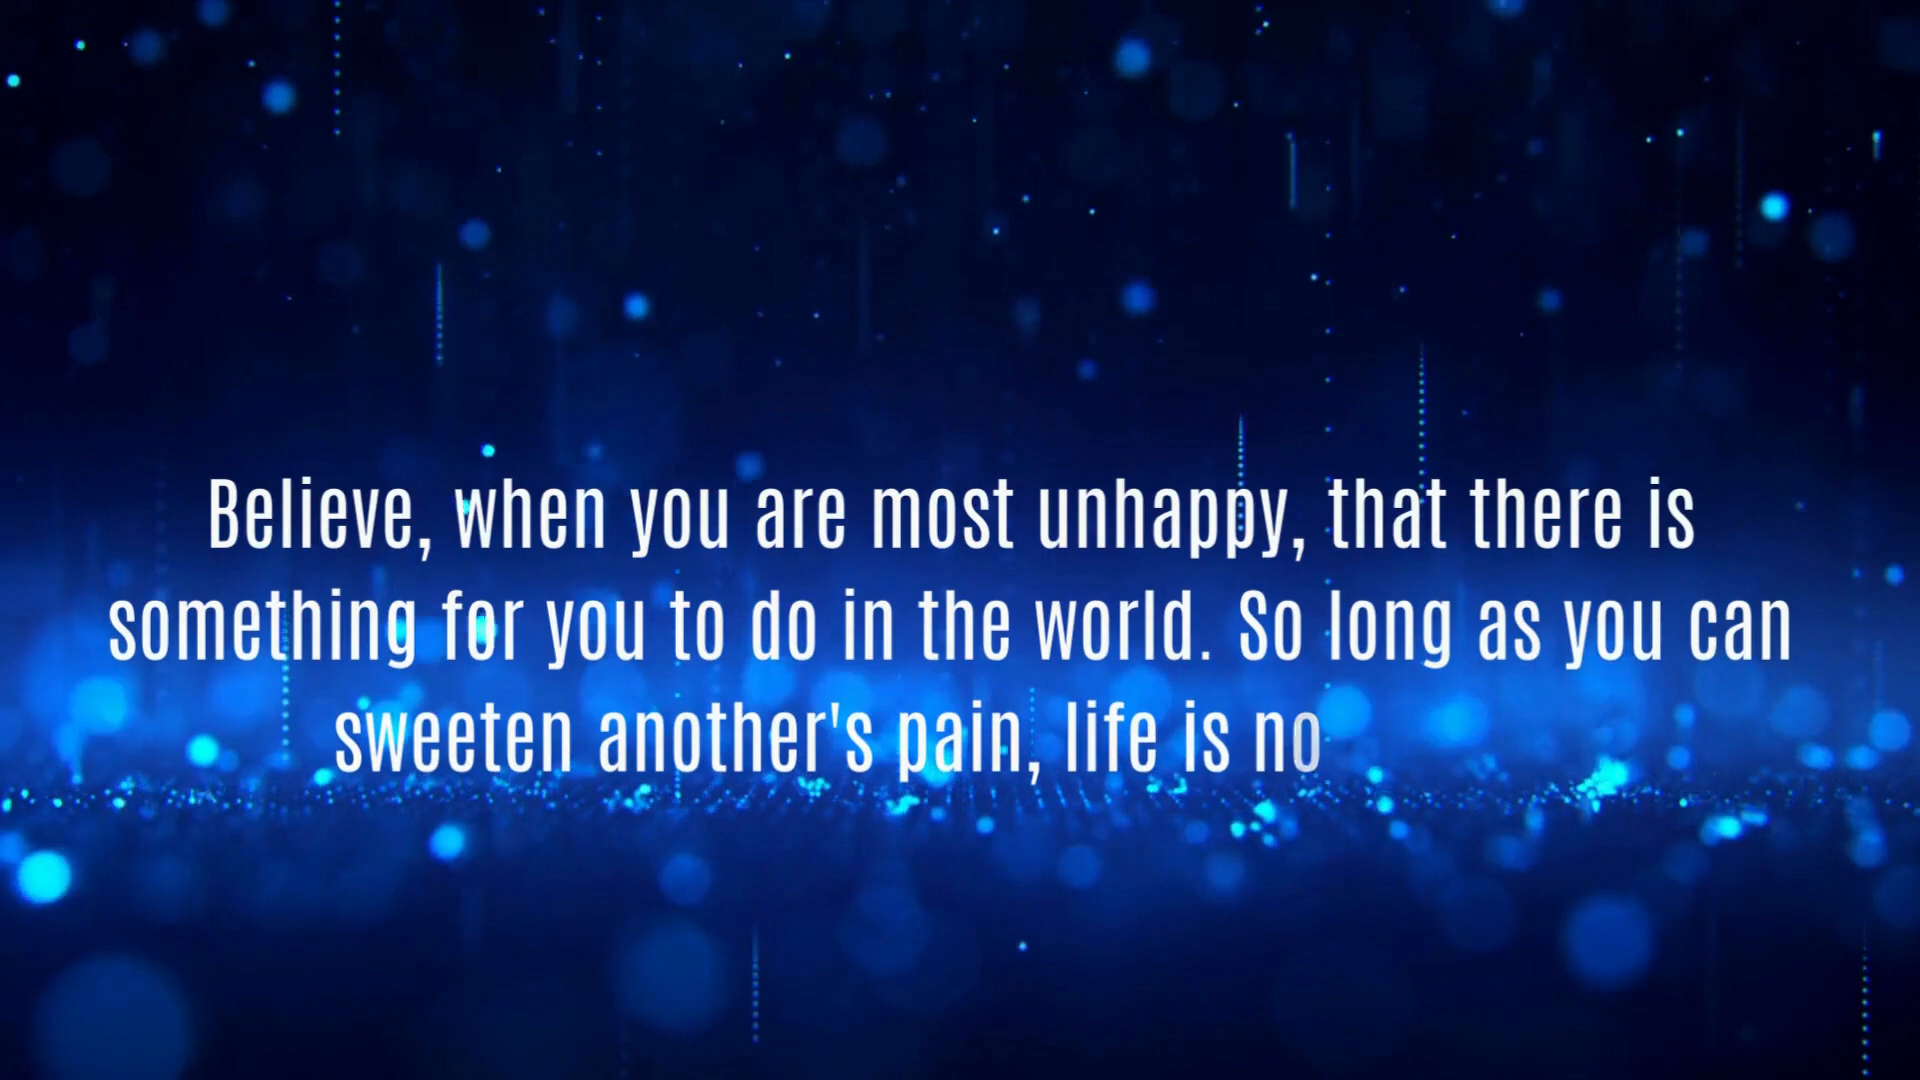 Believe, when you are most unhappy, that there is
something for you to do in the world. So long as you can
sweeten another's pain, life is no